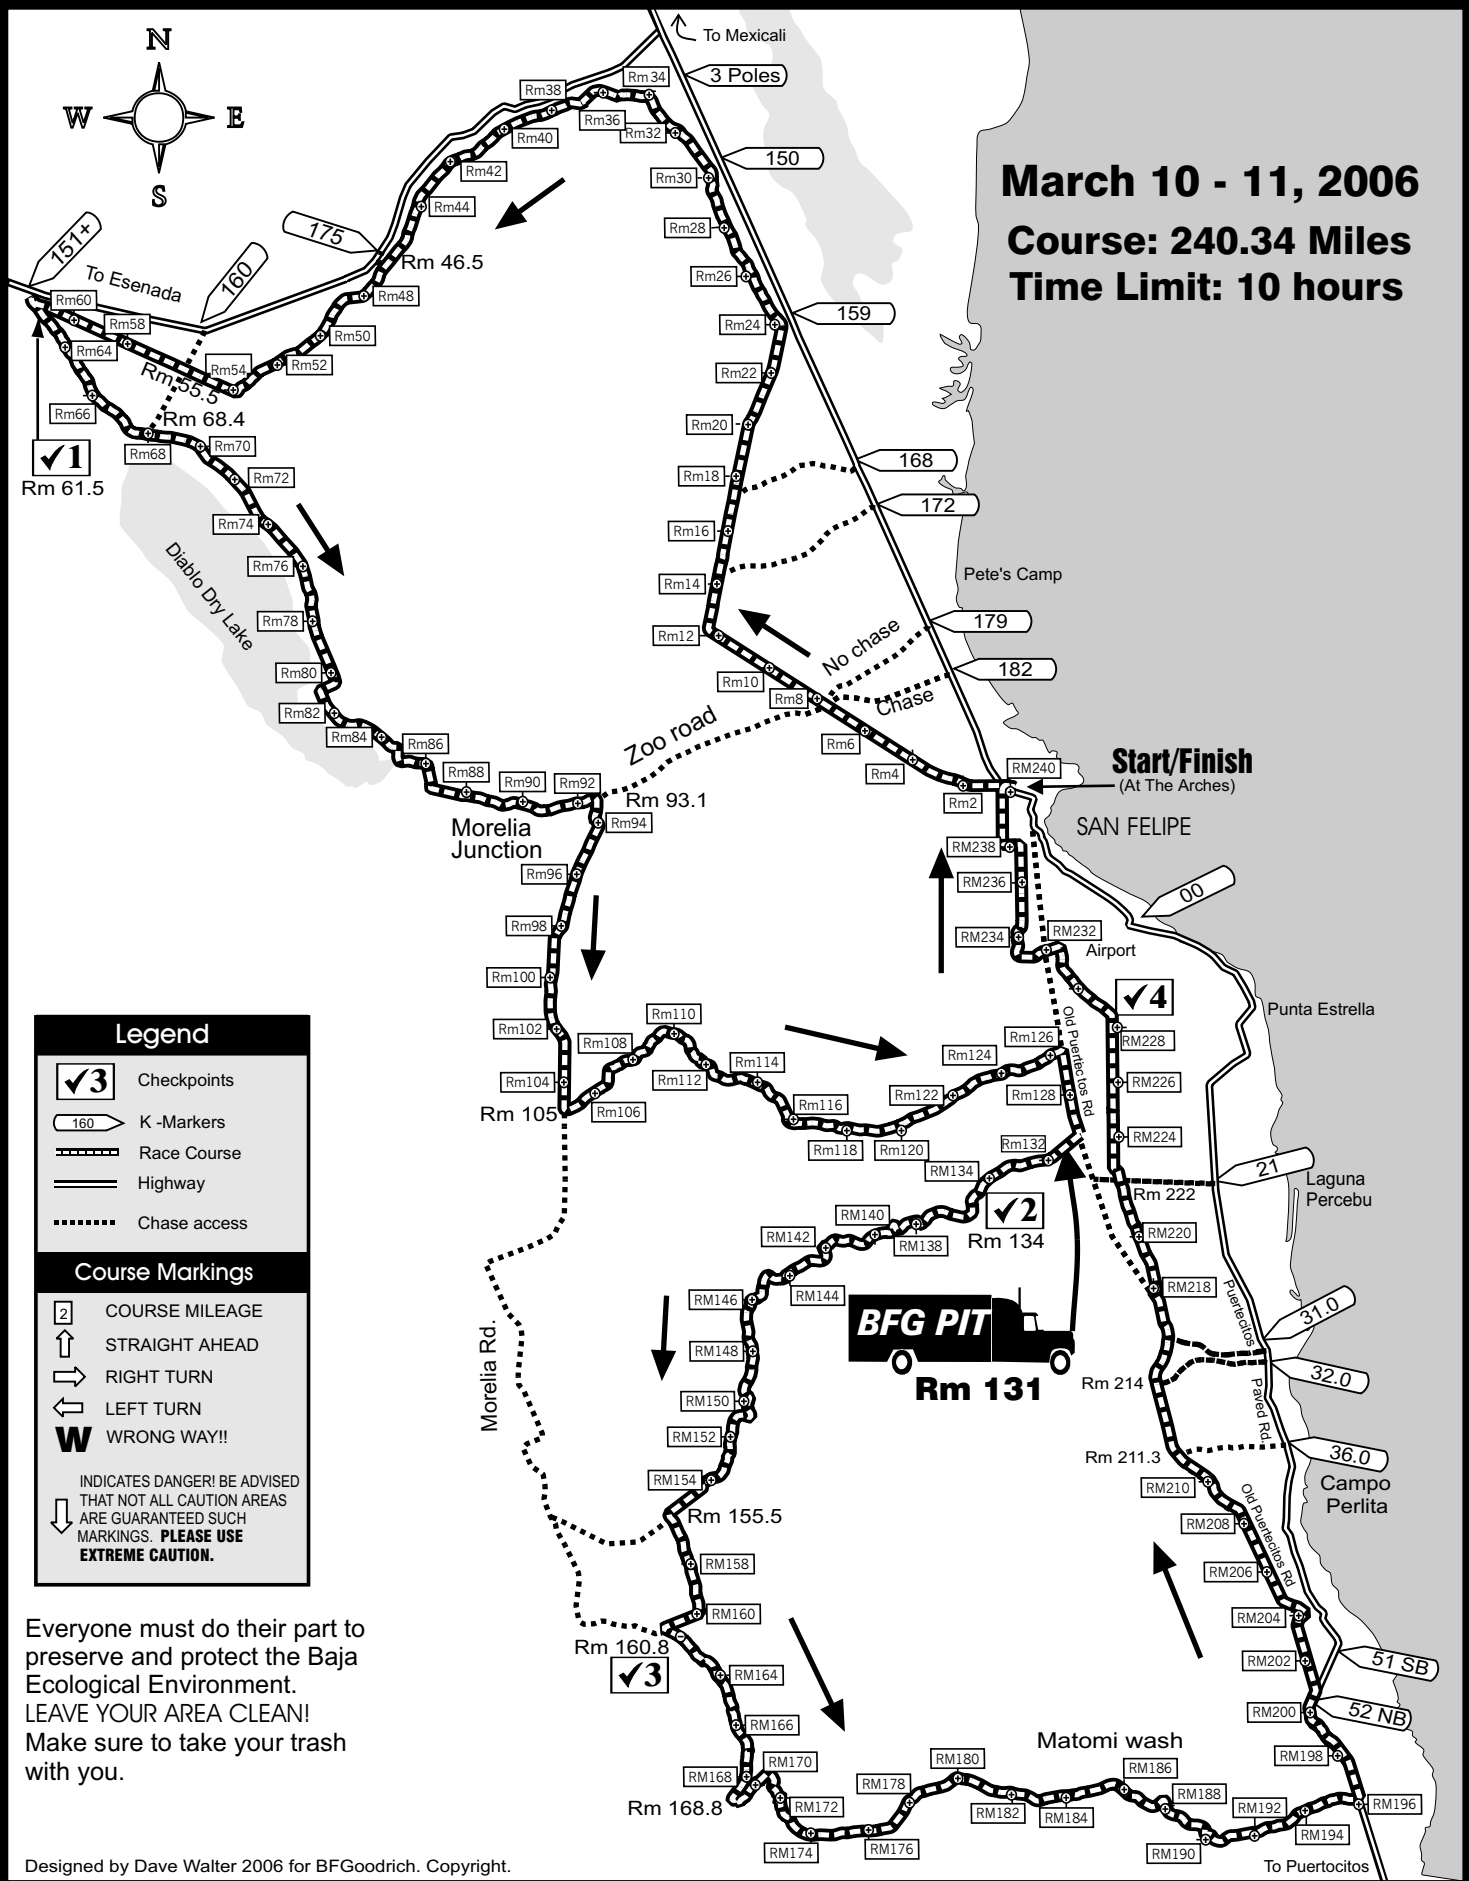 To Mexicali
3 Poles
N
W
E
S
Rm38
Rm34
Rm36
Rm32
Rm40
Rm42
150
Rm30
Rm44
March 10 - 11, 2006
Course: 240.34 Miles
Time Limit: 10 hours
151+
175
160
To Esenada
Rm28
Rm 46.5
Rm26
Rm48
Rm60
Rm58
159
Rm24
Rm50
Rm64
Rm54
Rm52
Rm 55.5
Rm22
Rm66
Rm 68.4
Rm20
✓1
Rm68
Rm70
Rm 61.5
168
Rm18
Rm72
172
Rm74
Rm16
Diablo Dry Lake
Rm76
Pete's Camp
Rm14
Rm78
179
Rm12
No chase
182
Rm80
Rm10
Rm8
Chase
Rm82
Zoo road
Rm84
Rm86
Rm6
Rm4
Start/Finish
(At The Arches)
RM240
Rm88
Rm90
Rm92
Rm 93.1
Rm2
SAN FELIPE
Morelia
Junction
Rm94
RM238
Rm96
RM236
00
Rm98
RM234
RM232
Airport
Rm100
✓4
Punta Estrella
Rm102
Rm108
Rm110
Old Puertectos Rd
Rm126
RM228
Rm104
Rm112
Rm114
Rm124
RM226
Rm 105
Rm106
Rm116
Rm122
Rm128
Rm118
Rm120
Rm132
RM224
RM134
21
Laguna
Percebu
Rm 222
✓2
Rm 134
RM140
RM138
RM142
RM220
RM144
RM146
RM218
Puertecitos
31.0
BFG PIT
Rm 131
RM148
Morelia Rd.
32.0
Rm 214
Paved Rd.
RM150
RM152
Rm 211.3
36.0
Campo
Perlita
RM154
RM210
Rm 155.5
RM208
Old Puertecitos Rd
RM158
RM206
RM160
RM204
Rm 160.8
✓3
RM202
51 SB
RM164
RM200
52 NB
RM166
Matomi wash
RM198
RM168
RM170
RM180
RM178
RM186
RM188
RM196
Rm 168.8
RM172
RM182
RM184
RM192
RM194
RM174
RM176
RM190
To Puertocitos
Legend
✓3 Checkpoints
160 K -Markers
Race Course
Highway
Chase access
Course Markings
2 COURSE MILEAGE
STRAIGHT AHEAD
RIGHT TURN
LEFT TURN
W WRONG WAY!!
INDICATES DANGER! BE ADVISED
THAT NOT ALL CAUTION AREAS
ARE GUARANTEED SUCH
MARKINGS. PLEASE USE
EXTREME CAUTION.
Everyone must do their part to
preserve and protect the Baja
Ecological Environment.
LEAVE YOUR AREA CLEAN!
Make sure to take your trash
with you.
Designed by Dave Walter 2006 for BFGoodrich. Copyright.